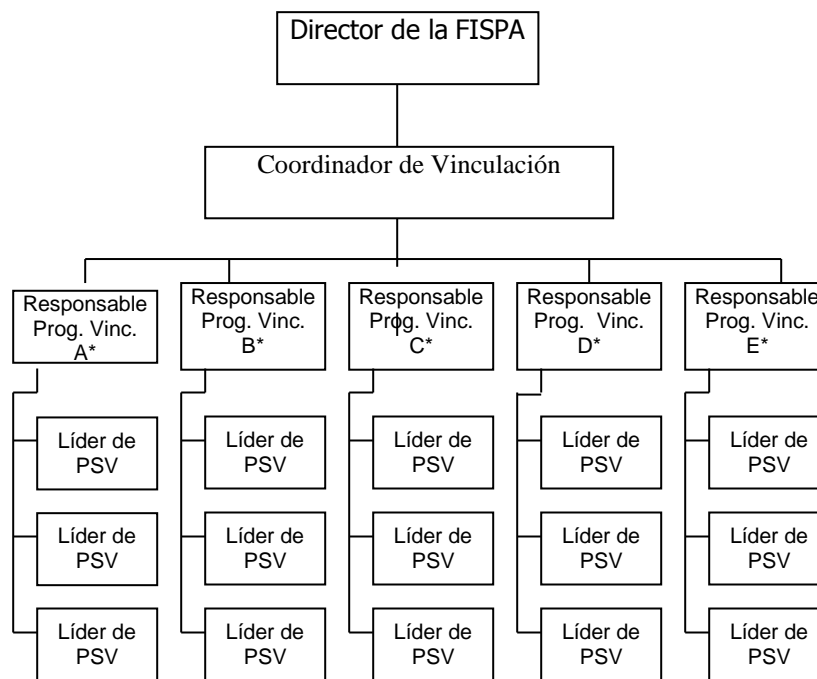 Director de la FISPA
Coordinador de Vinculación
Responsable
Prog. Vinc.
A*
Responsable
Prog. Vinc.
B*
Responsable
Prog. Vinc.
C*
Responsable
Prog. Vinc.
D*
Responsable
Prog. Vinc.
E*
Líder de
PSV
Líder de
PSV
Líder de
PSV
Líder de
PSV
Líder de
PSV
Líder de
PSV
Líder de
PSV
Líder de
PSV
Líder de
PSV
Líder de
PSV
Líder de
PSV
Líder de
PSV
Líder de
PSV
Líder de
PSV
Líder de
PSV